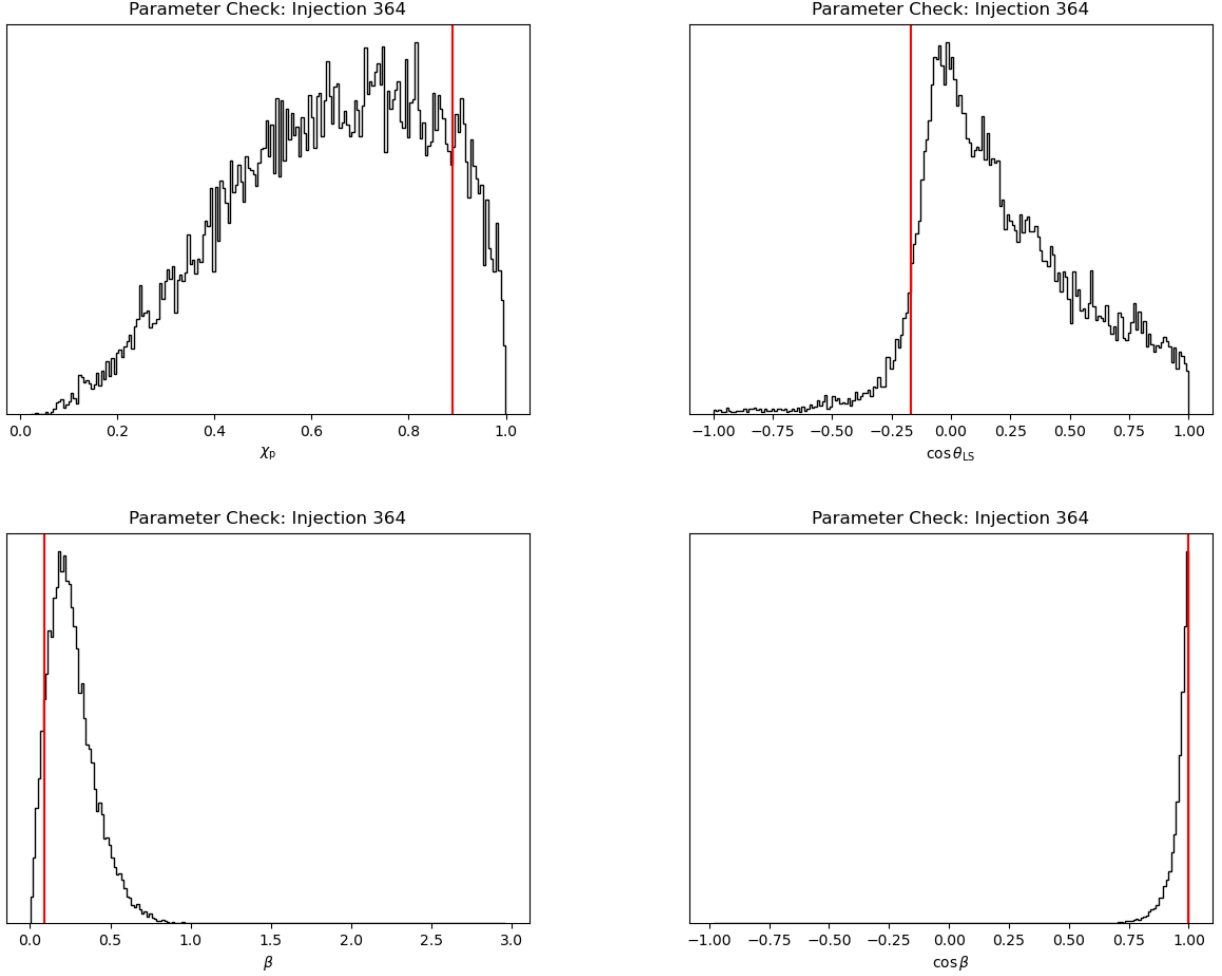 Parameter Check: Injection 364
0.0 0.2 0.4 0.6 0.8 1.0
χp
Parameter Check: Injection 364
−1.00 −0.75 −0.50 −0.25 0.00 0.25 0.50 0.75 1.00
cos θLS
Parameter Check: Injection 364
0.0 0.5 1.0 1.5 2.0 2.5 3.0
β
Parameter Check: Injection 364
−1.00 −0.75 −0.50 −0.25 0.00 0.25 0.50 0.75 1.00
cos β